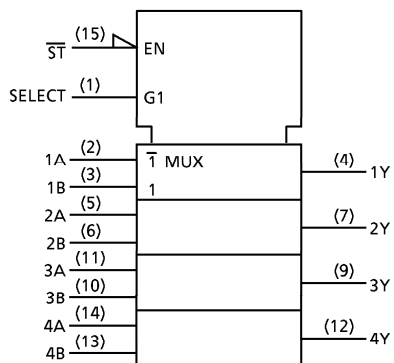 S̅T̅ (15) EN
SELECT (1) G1
1A (2) 1̅ MUX (4) 1Y
1B (3) 1
2A (5) (7) 2Y
2B (6)
3A (11) (9) 3Y
3B (10)
4A (14) (12) 4Y
4B (13)